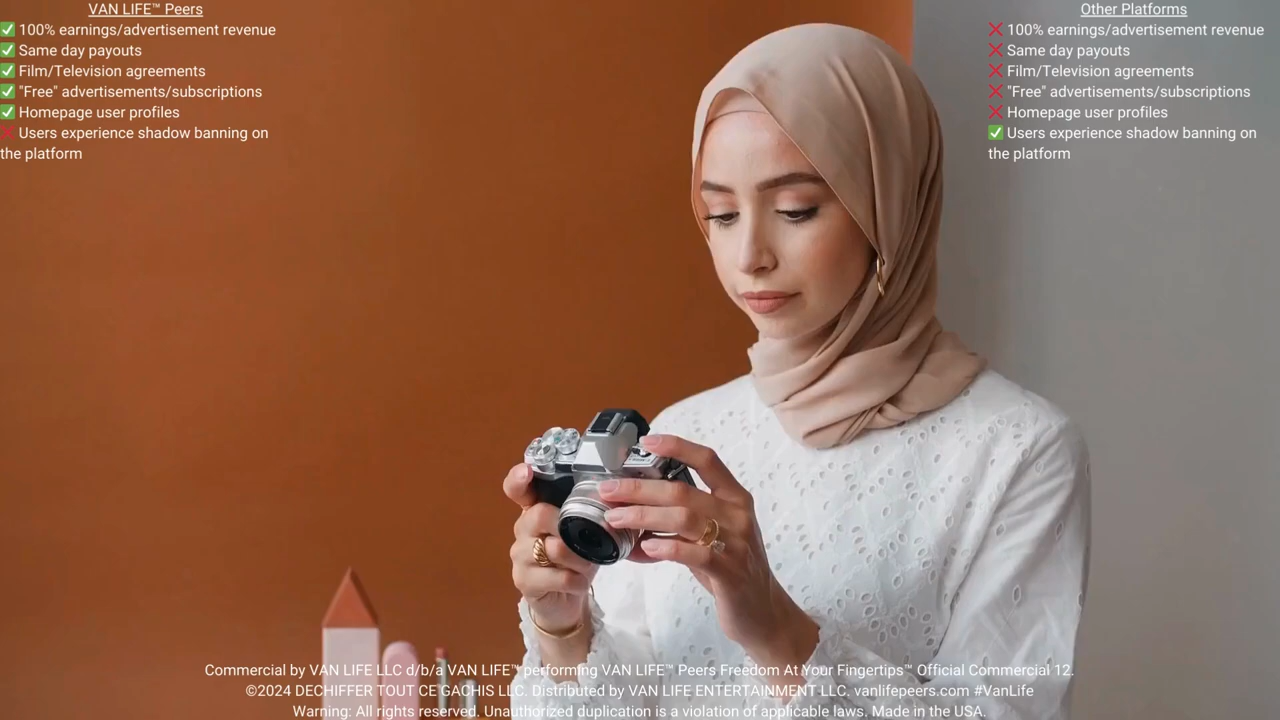 VAN LIFE™ Peers
✅ 100% earnings/advertisement revenue
✅ Same day payouts
✅ Film/Television agreements
✅ "Free" advertisements/subscriptions
✅ Homepage user profiles
❌ Users experience shadow banning on
the platform
Other Platforms
❌ 100% earnings/advertisement revenue
❌ Same day payouts
❌ Film/Television agreements
❌ "Free" advertisements/subscriptions
❌ Homepage user profiles
✅ Users experience shadow banning on
the platform
Commercial by VAN LIFE LLC d/b/a VAN LIFE™ performing VAN LIFE™ Peers Freedom At Your Fingertips™ Official Commercial 12.
©2024 DECHIFFER TOUT CE GACHIS LLC. Distributed by VAN LIFE ENTERTAINMENT LLC. vanlifepeers.com #VanLife
Warning: All rights reserved. Unauthorized duplication is a violation of applicable laws. Made in the USA.